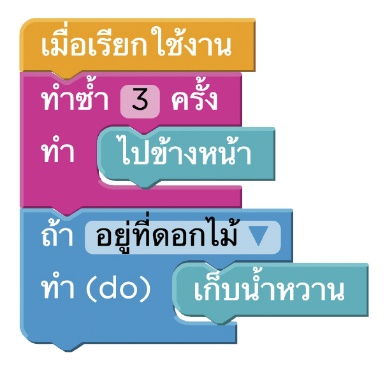 เมื่อเรียกใช้งาน
ทำซ้ำ 3 ครั้ง
ทำ ไปข้างหน้า
ถ้า อยู่ที่ดอกไม้ ▼
ทำ (do) เก็บน้ำหวาน